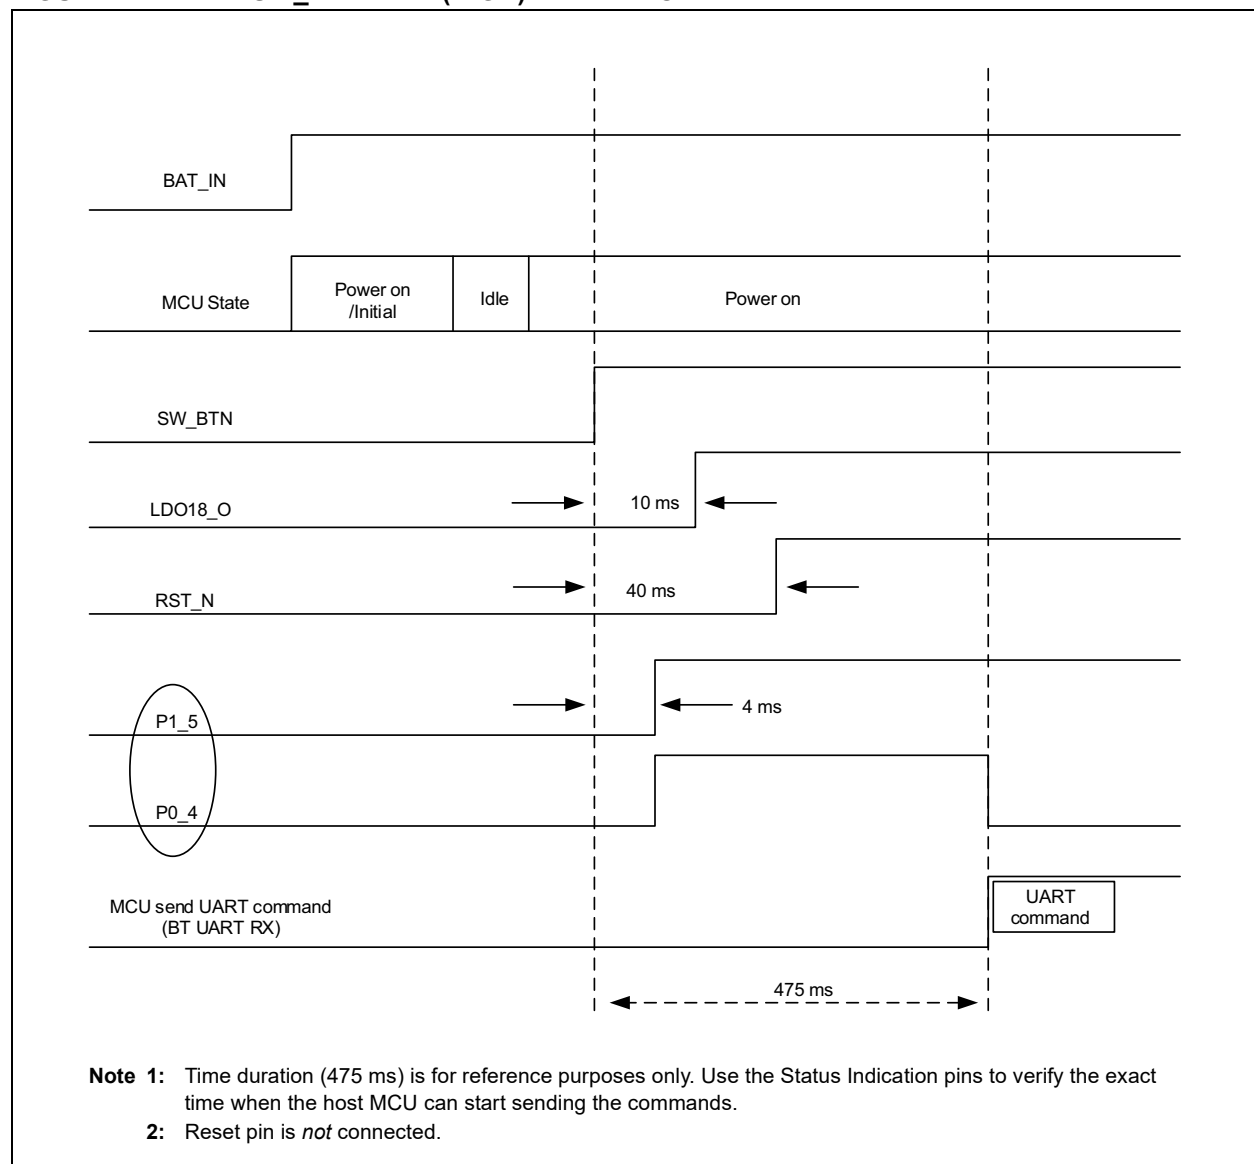 BAT_IN
MCU State
Power on
/Initial
Idle
Power on
SW_BTN
LDO18_O
10 ms
RST_N
40 ms
P1_5
4 ms
P0_4
MCU send UART command
(BT UART RX)
UART
command
475 ms
Note 1: Time duration (475 ms) is for reference purposes only. Use the Status Indication pins to verify the exact
time when the host MCU can start sending the commands.
2: Reset pin is not connected.